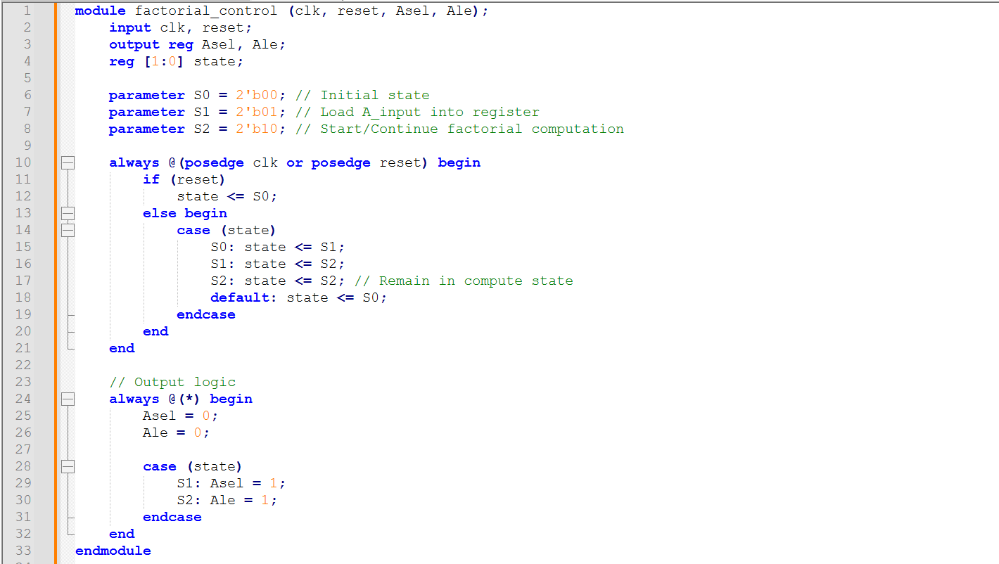 1 module factorial_control (clk, reset, Asel, Ale);
2     input clk, reset;
3     output reg Asel, Ale;
4     reg [1:0] state;
5
6     parameter S0 = 2'b00; // Initial state
7     parameter S1 = 2'b01; // Load A_input into register
8     parameter S2 = 2'b10; // Start/Continue factorial computation
9
10     always @(posedge clk or posedge reset) begin
11         if (reset)
12             state <= S0;
13         else begin
14             case (state)
15                 S0: state <= S1;
16                 S1: state <= S2;
17                 S2: state <= S2; // Remain in compute state
18                 default: state <= S0;
19             endcase
20         end
21     end
22
23     // Output logic
24     always @(*) begin
25         Asel = 0;
26         Ale = 0;
27
28         case (state)
29             S1: Asel = 1;
30             S2: Ale = 1;
31         endcase
32     end
33 endmodule